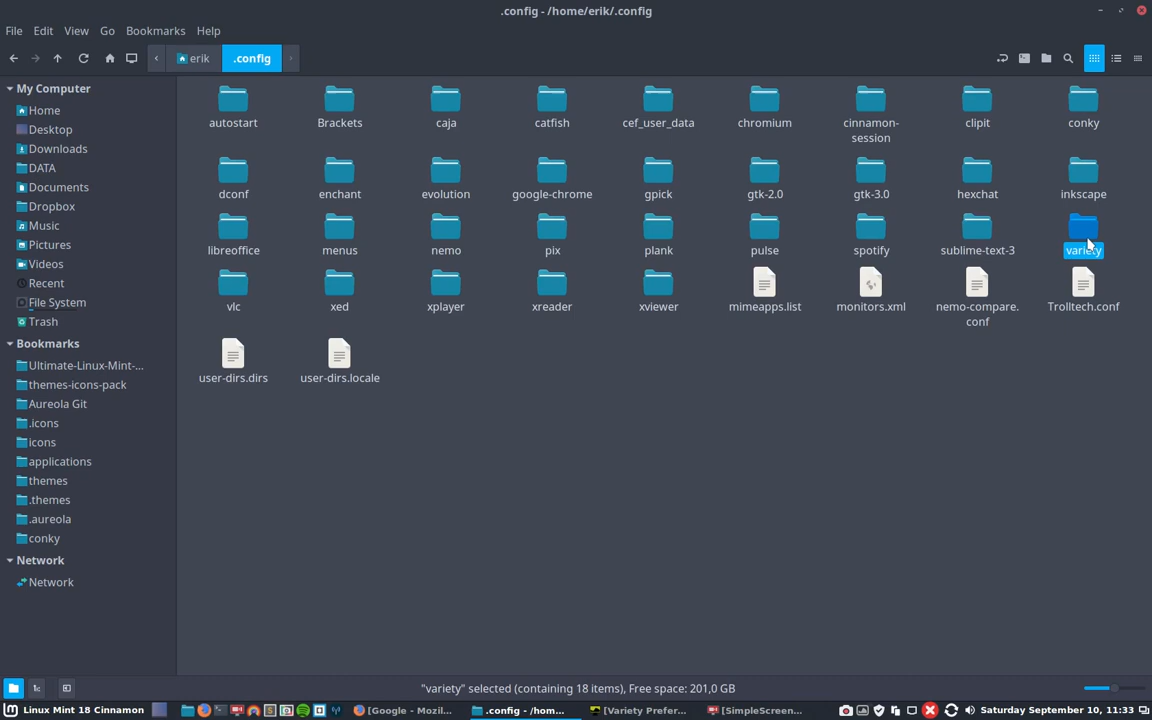 .config - /home/erik/.config
File Edit View Go Bookmarks Help
erik .config
My Computer
Home
Desktop
Downloads
DATA
Documents
Dropbox
Music
Pictures
Videos
Recent
File System
Trash
Bookmarks
Ultimate-Linux-Mint-...
themes-icons-pack
Aureola Git
.icons
icons
applications
themes
.themes
.aureola
conky
Network
Network
autostart Brackets caja catfish cef_user_data chromium cinnamon- clipit conky
session
dconf enchant evolution google-chrome gpick gtk-2.0 gtk-3.0 hexchat inkscape
libreoffice menus nemo pix plank pulse spotify sublime-text-3 variety
vlc xed xplayer xreader xviewer mimeapps.list monitors.xml nemo-compare. Trolltech.conf
conf
user-dirs.dirs user-dirs.locale
"variety" selected (containing 18 items), Free space: 201,0 GB
Linux Mint 18 Cinnamon [Google - Mozil... .config - /hom... [Variety Prefer... [SimpleScreen... Saturday September 10, 11:33